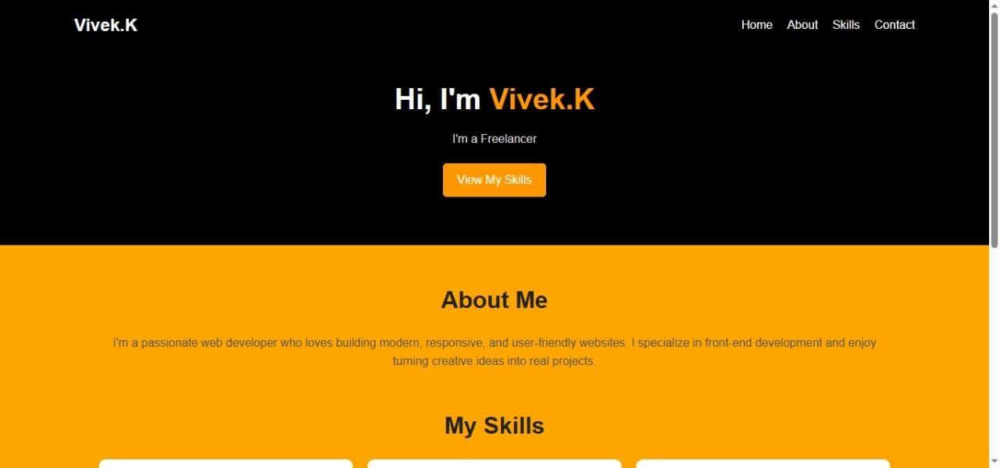 Vivek.K
Home About Skills Contact
Hi, I'm Vivek.K
I'm a Freelancer
View My Skills
About Me
I'm a passionate web developer who loves building modern, responsive, and user-friendly websites. I specialize in front-end development and enjoy
turning creative ideas into real projects.
My Skills